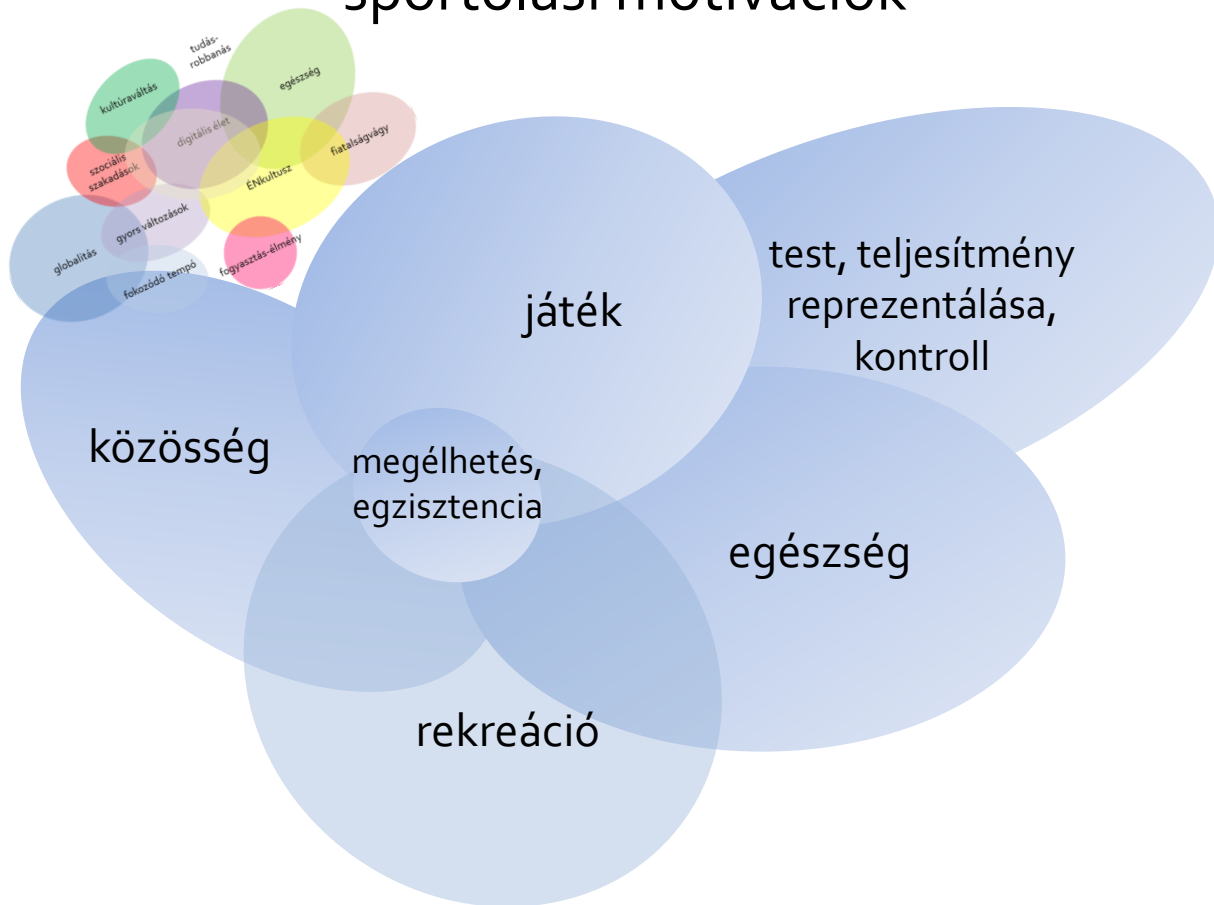 sportolási motivációk
tudás-
robbanás
egészség
kultúraváltás
digitális élet
fiatalságvágy
szociális
szakadások
ÉNkultusz
gyors változások
globalitás
fokozódó tempó
fogyasztás-élmény
test, teljesítmény
reprezentálása,
kontroll
játék
közösség
megélhetés,
egzisztencia
egészség
rekreáció